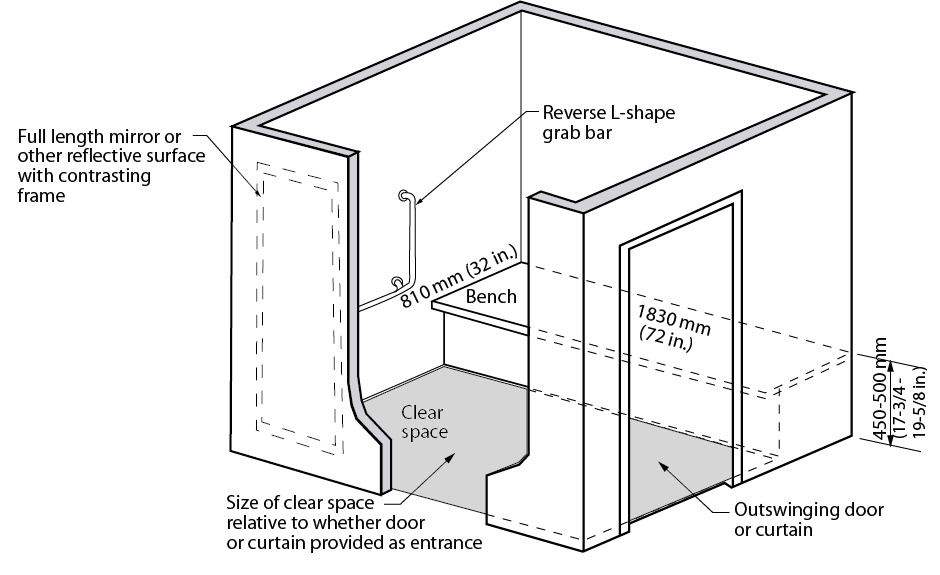 Reverse L-shape
grab bar
Full length mirror or
other reflective surface
with contrasting
frame
810 mm (32 in.)
Bench
1830 mm
(72 in.)
450-500 mm
(17-3/4 -
19-5/8 in.)
Clear
space
Size of clear space
relative to whether door
or curtain provided as entrance
Outswinging door
or curtain